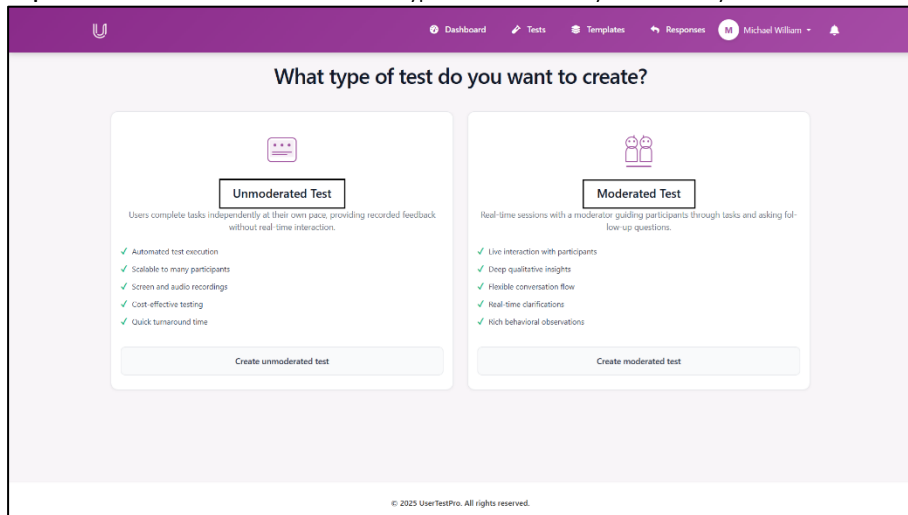 Dashboard Tests Templates Responses M Michael William
What type of test do you want to create?
Unmoderated Test
Users complete tasks independently at their own pace, providing recorded feedback
without real-time interaction.
✓ Automated test execution
✓ Scalable to many participants
✓ Screen and audio recordings
✓ Cost-effective testing
✓ Quick turnaround time
Create unmoderated test
Moderated Test
Real-time sessions with a moderator guiding participants through tasks and asking fol-
low-up questions.
✓ Live interaction with participants
✓ Deep qualitative insights
✓ Flexible conversation flow
✓ Real-time clarifications
✓ Rich behavioral observations
Create moderated test
© 2025 UserTestPro. All rights reserved.